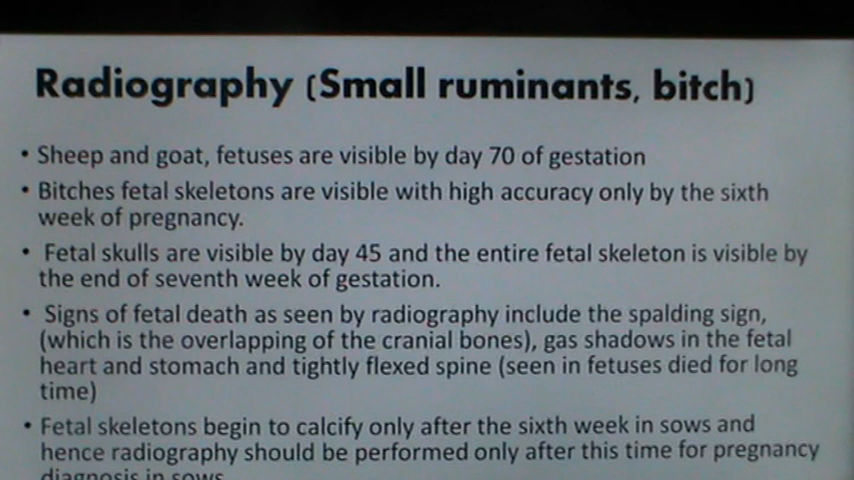 Radiography (Small ruminants, bitch)
• Sheep and goat, fetuses are visible by day 70 of gestation
• Bitches fetal skeletons are visible with high accuracy only by the sixth
week of pregnancy.
• Fetal skulls are visible by day 45 and the entire fetal skeleton is visible by
the end of seventh week of gestation.
• Signs of fetal death as seen by radiography include the spalding sign,
(which is the overlapping of the cranial bones), gas shadows in the fetal
heart and stomach and tightly flexed spine (seen in fetuses died for long
time)
• Fetal skeletons begin to calcify only after the sixth week in sows and
hence radiography should be performed only after this time for pregnancy
diagnosis in sows